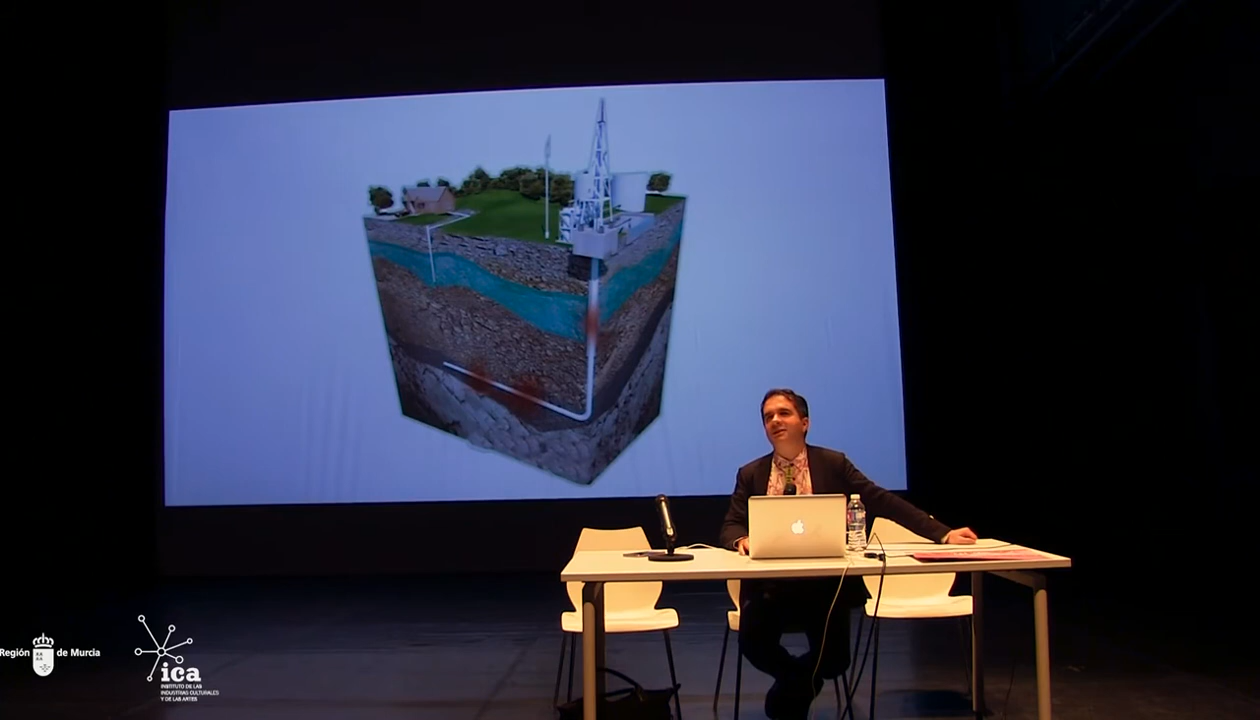 Región de Murcia
ica
INSTITUTO DE LAS
INDUSTRIAS CULTURALES
Y DE LAS ARTES